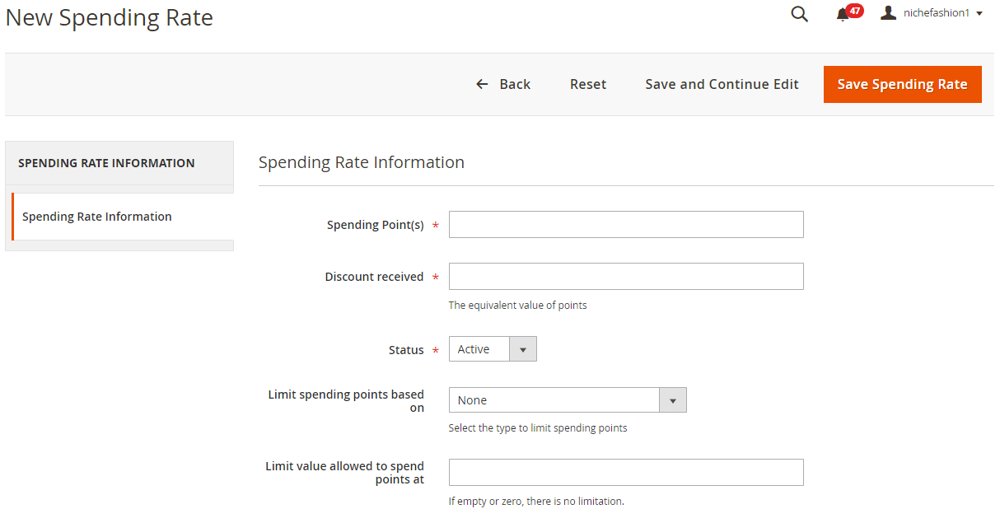 New Spending Rate
47
nichefashion1
Back
Reset
Save and Continue Edit
Save Spending Rate
SPENDING RATE INFORMATION
Spending Rate Information
Spending Rate Information
Spending Point(s) *
Discount received *
The equivalent value of points
Status *
Active
Limit spending points based
on
None
Select the type to limit spending points
Limit value allowed to spend
points at
If empty or zero, there is no limitation.